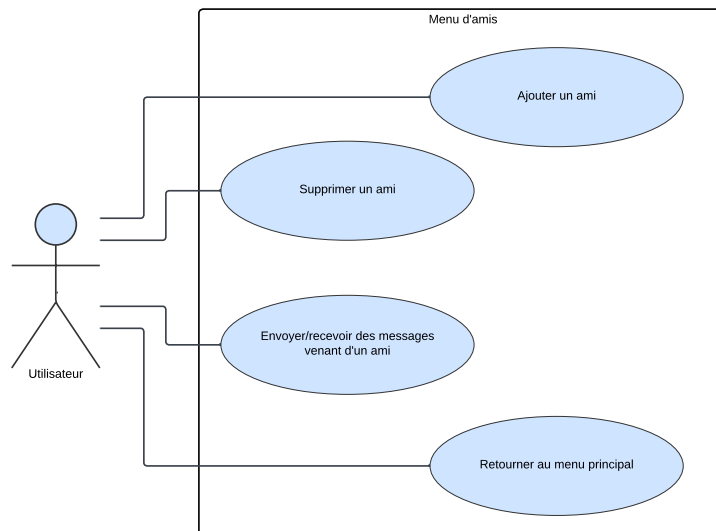 Menu d'amis
Ajouter un ami
Supprimer un ami
Envoyer/recevoir des messages
venant d'un ami
Utilisateur
Retourner au menu principal